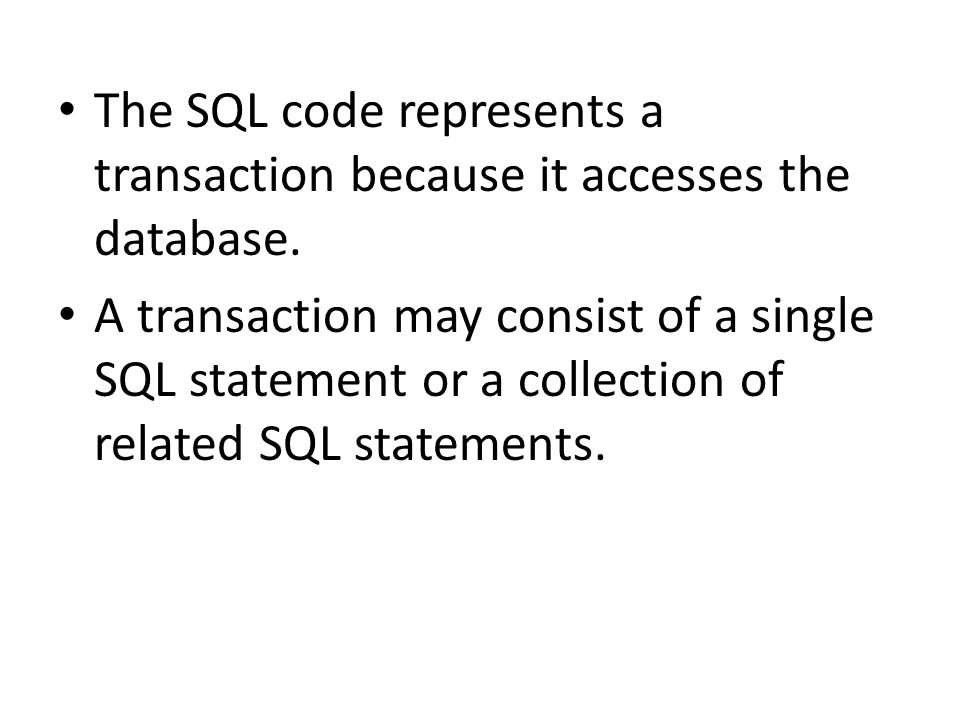 • The SQL code represents a
transaction because it accesses the
database.
• A transaction may consist of a single
SQL statement or a collection of
related SQL statements.